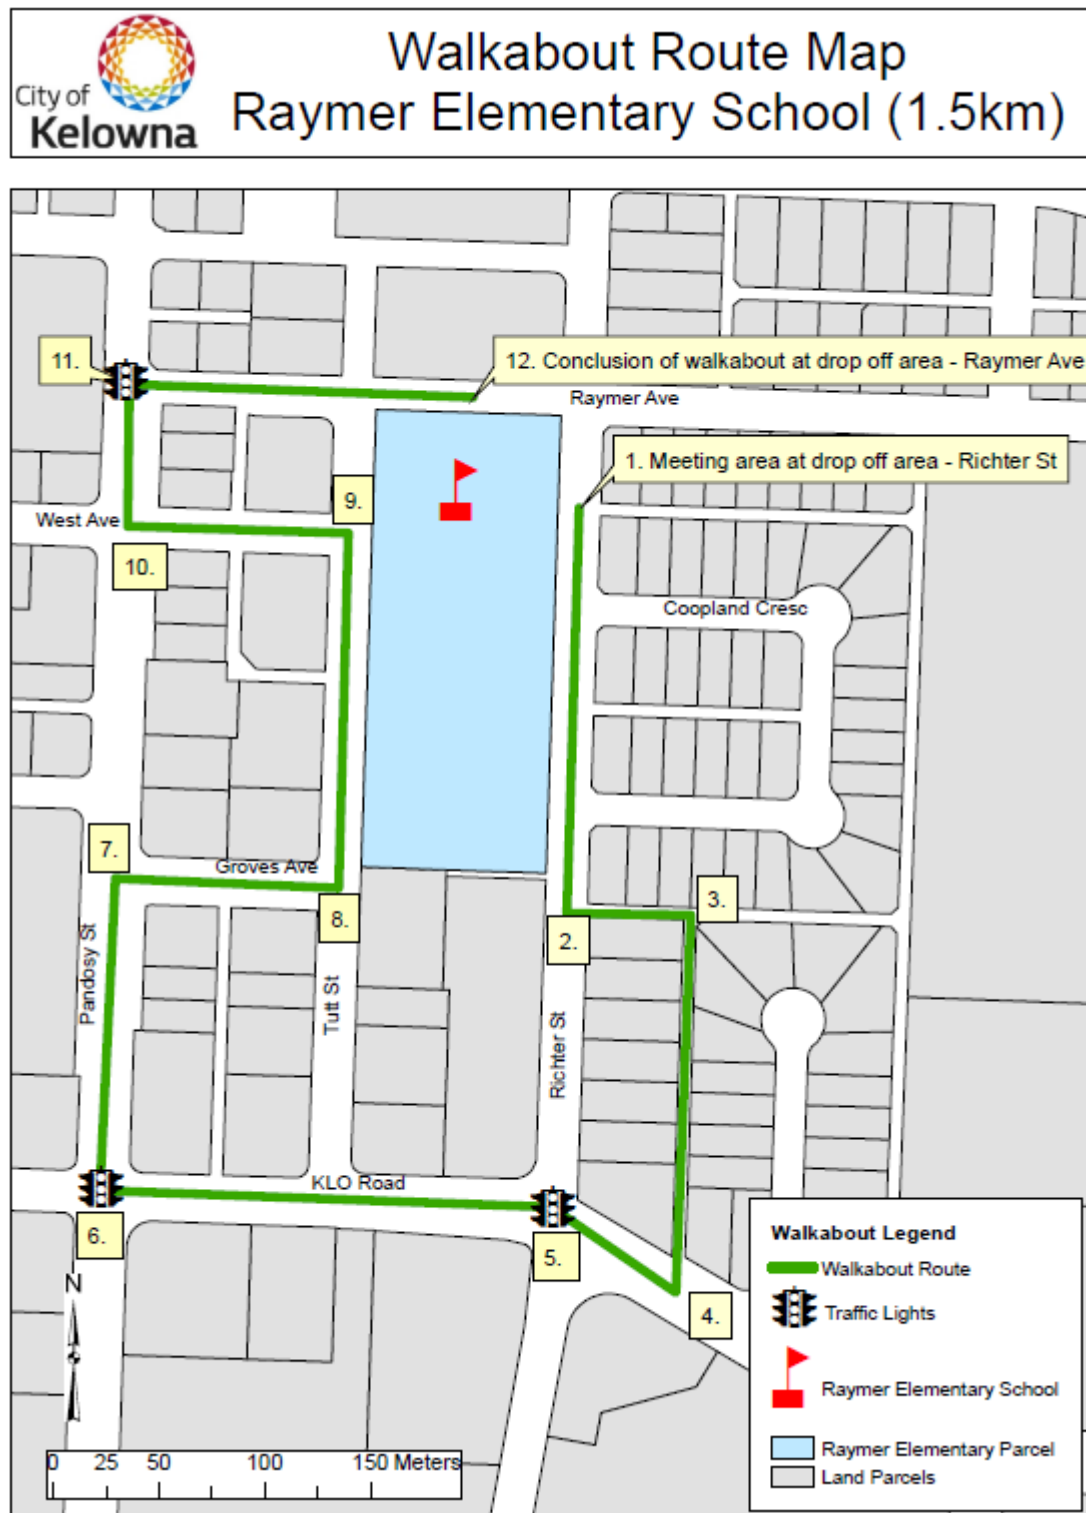 City of
Kelowna
Walkabout Route Map
Raymer Elementary School (1.5km)
11.
12. Conclusion of walkabout at drop off area - Raymer Ave
Raymer Ave
1. Meeting area at drop off area - Richter St
9.
West Ave
10.
Coopland Cresc
7.
Groves Ave
8.
3.
2.
Pandosy St
Tutt St
Richter St
KLO Road
6.
5.
4.
N
0 25 50 100 150 Meters
Walkabout Legend
Walkabout Route
Traffic Lights
Raymer Elementary School
Raymer Elementary Parcel
Land Parcels